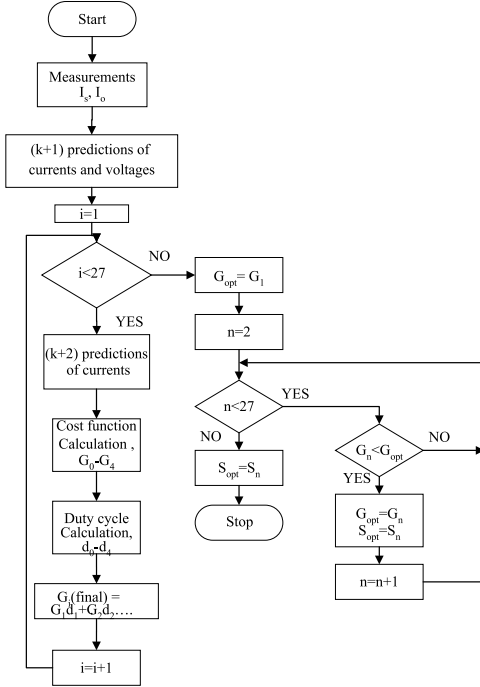 Start
Measurements
Iₛ, Iₒ
(k+1) predictions of
currents and voltages
i=1
i<27
NO
YES
(k+2) predictions
of currents
Cost function
Calculation ,
G₀-G₄
Duty cycle
Calculation,
d₀-d₄
Gᵢ(final) =
G₁d₁+G₂d₂….
i=i+1
Gₒₚₜ= G₁
n=2
n<27
YES
NO
Sₒₚₜ=Sₙ
Stop
Gₙ<Gₒₚₜ
NO
YES
Gₒₚₜ=Gₙ
Sₒₚₜ=Sₙ
n=n+1